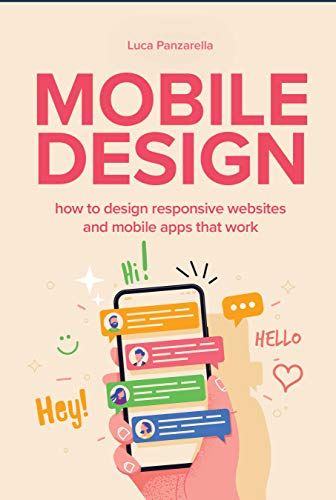 Luca Panzarella
MOBILE
DESIGN
how to design responsive websites
and mobile apps that work
Hi!
HELLO
Hey!